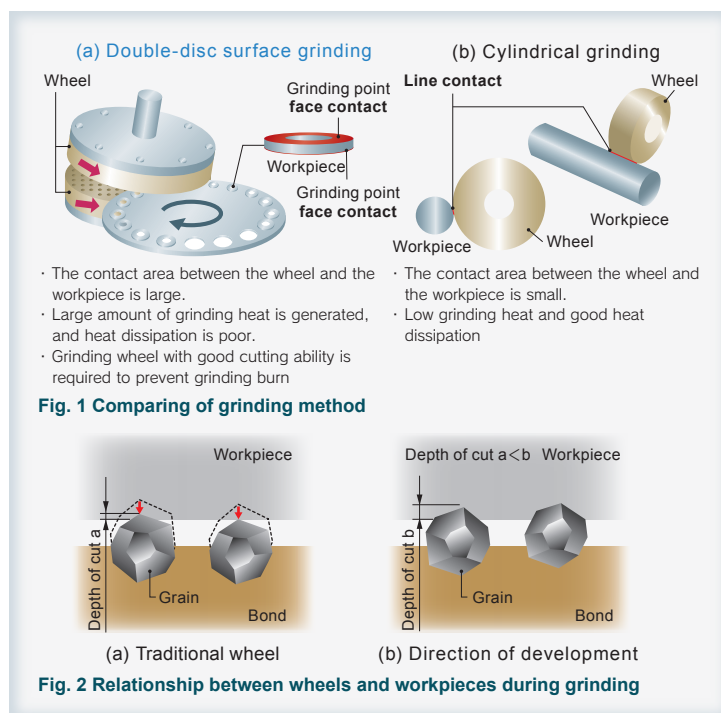 (a) Double-disc surface grinding
Wheel
Grinding point
face contact
Workpiece
Grinding point
face contact
· The contact area between the wheel and the
workpiece is large.
· Large amount of grinding heat is generated,
and heat dissipation is poor.
· Grinding wheel with good cutting ability is
required to prevent grinding burn
(b) Cylindrical grinding
Line contact
Wheel
Workpiece
Workpiece
Wheel
· The contact area between the wheel and
the workpiece is small.
· Low grinding heat and good heat
dissipation
Fig. 1 Comparing of grinding method
Workpiece
Depth of cut a
Grain
Bond
(a) Traditional wheel
Depth of cut a<b Workpiece
Depth of cut b
Grain
Bond
(b) Direction of development
Fig. 2 Relationship between wheels and workpieces during grinding